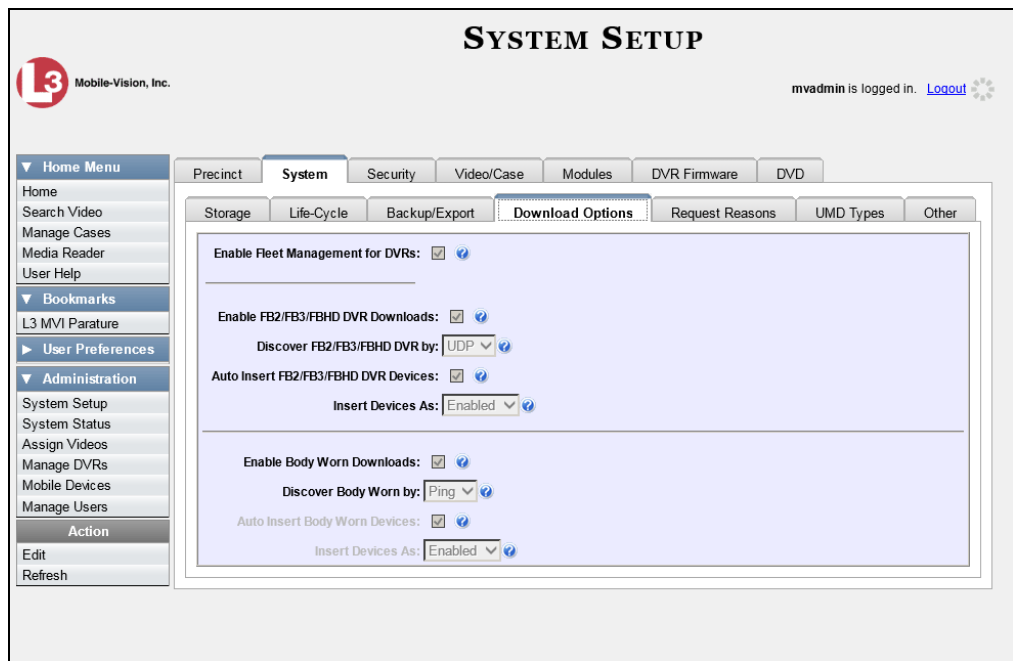 SYSTEM SETUP
L3 Mobile-Vision, Inc.
mvadmin is logged in. Logout
Home Menu
Home
Search Video
Manage Cases
Media Reader
User Help
Bookmarks
L3 MVI Parature
User Preferences
Administration
System Setup
System Status
Assign Videos
Manage DVRs
Mobile Devices
Manage Users
Action
Edit
Refresh
Precinct System Security Video/Case Modules DVR Firmware DVD
Storage Life-Cycle Backup/Export Download Options Request Reasons UMD Types Other
Enable Fleet Management for DVRs: ?
Enable FB2/FB3/FBHD DVR Downloads: ?
Discover FB2/FB3/FBHD DVR by: UDP ?
Auto Insert FB2/FB3/FBHD DVR Devices: ?
Insert Devices As: Enabled ?
Enable Body Worn Downloads: ?
Discover Body Worn by: Ping ?
Auto Insert Body Worn Devices: ?
Insert Devices As: Enabled ?